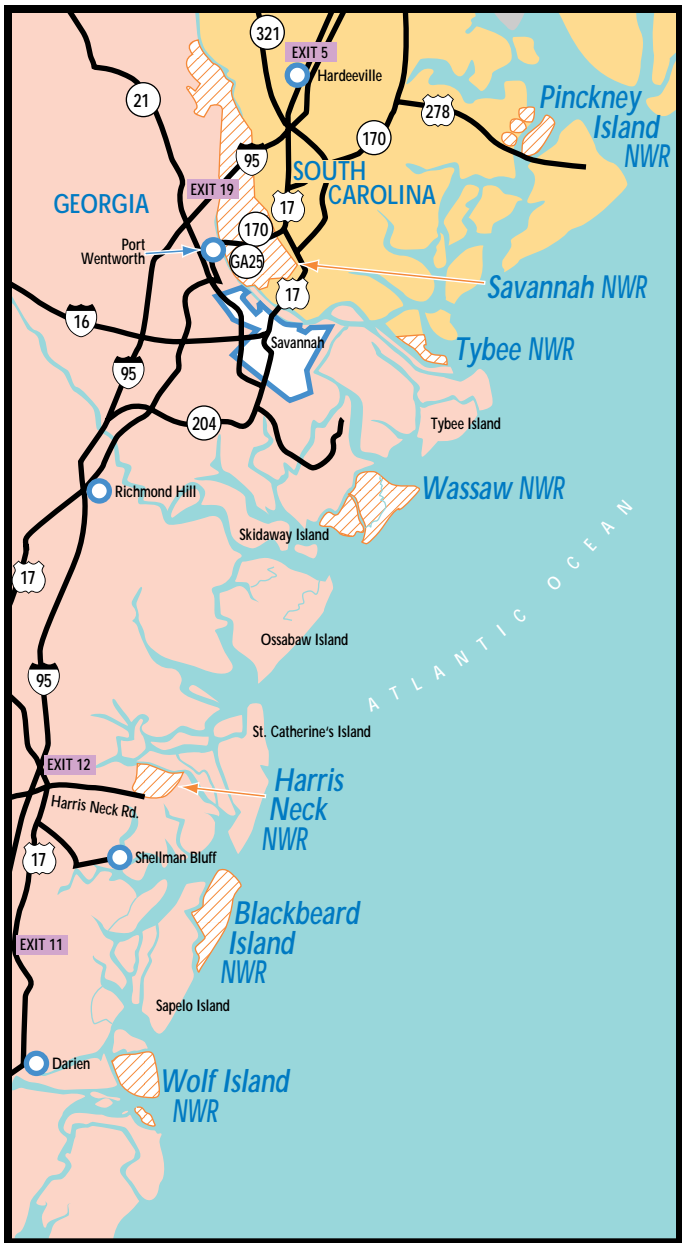 321
EXIT 5
Hardeeville
21
278
Pinckney
Island
NWR
170
95
SOUTH
CAROLINA
EXIT 19
GEORGIA
17
170
Port
Wentworth
GA25
Savannah NWR
17
16
Savannah
Tybee NWR
95
204
Tybee Island
Richmond Hill
Wassaw NWR
Skidaway Island
ATLANTIC OCEAN
17
Ossabaw Island
95
St. Catherine's Island
EXIT 12
Harris
Neck
NWR
Harris Neck Rd.
17
Shellman Bluff
Blackbeard
Island
NWR
EXIT 11
Sapelo Island
Darien
Wolf Island
NWR